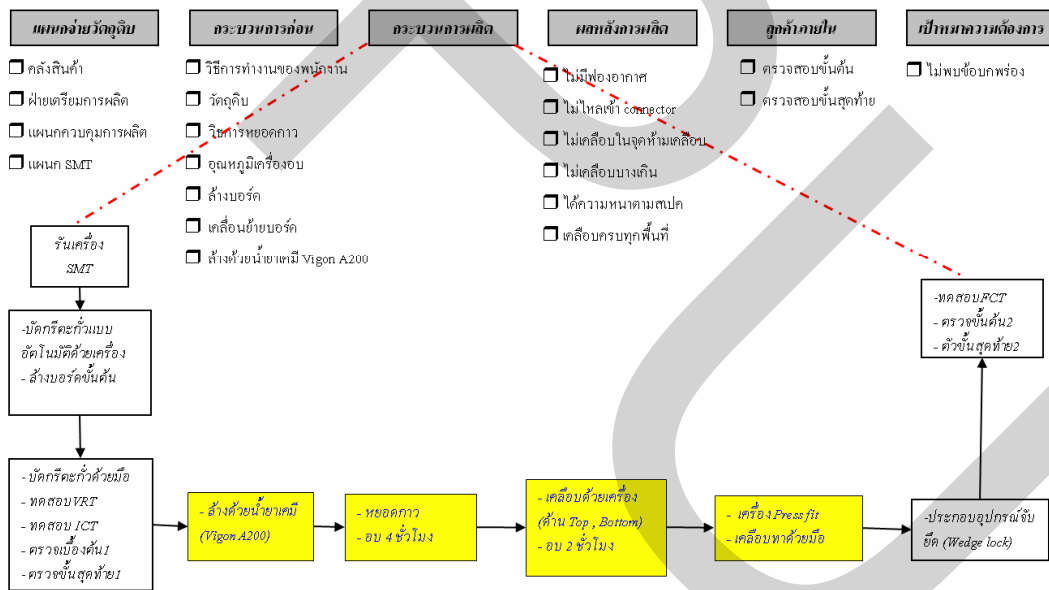 แผนกจ่ายวัตถุดิบ
คลังสินค้า
ฝ่ายเตรียมการผลิต
แผนกควบคุมการผลิต
แผนก SMT
กระบวนการก่อน
วิธีการทำงานของพนักงาน
วัตถุดิบ
วิธการหยอดกาว
อุณหภูมิเครื่องอบ
ล้างบอร์ด
เคลื่อนย้ายบอร์ด
ล้างด้วยน้ำยาเคมี Vigon A200
กระบวนการผลิต
ผลหลังการผลิต
ไม่มีฟองอากาศ
ไม่ไหลเข้า connector
ไม่เคลือบในจุดห้ามเคลือบ
ไม่เคลือบบางเกิน
ได้ความหนาตามสเปค
เคลือบครบทุกพื้นที่
ลูกค้าภายใน
ตรวจสอบขั้นต้น
ตรวจสอบขั้นสุดท้าย
เป้าหมาความต้องการ
ไม่พบข้อบกพร่อง
รันเครื่อง
SMT
-บัดกรีตะกั่วแบบ
อัตโนมัติด้วยเครื่อง
- ล้างบอร์ดขั้นต้น
- บัดกรีตะกั่วด้วยมือ
- ทดสอบVRT
- ทดสอบ ICT
- ตรวจเบื้องต้น1
- ตรวจขั้นสุดท้าย1
- ล้างด้วยน้ำยาเคมี
(Vigon A200)
- หยอดกาว
- อบ 4 ชั่วโมง
- เคลือบด้วยเครื่อง
(ด้าน Top , Bottom)
- อบ 2 ชั่วโมง
- เครื่อง Press fit
- เคลือบทาด้วยมือ
-ประกอบอุปกรณ์จับ
ยึด (Wedge lock)
-ทดสอบFCT
- ตรวจขั้นต้น2
- ตัวขั้นสุดท้าย2